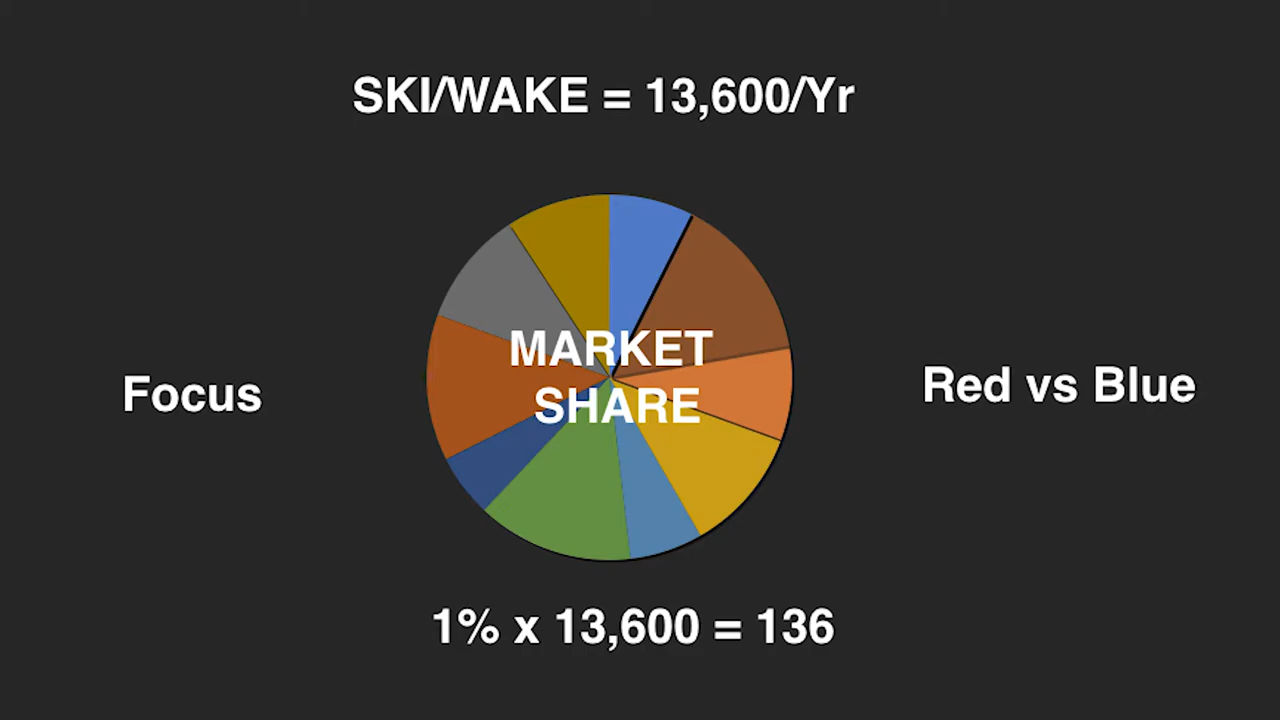 SKI/WAKE = 13,600/Yr
MARKET
SHARE
Focus
Red vs Blue
1% x 13,600 = 136